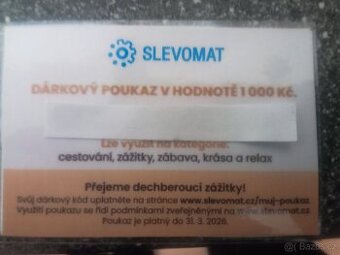 SLEVOMAT
DÁRKOVÝ POUKAZ V HODNOTĚ 1 000 Kč.
Lze využít na kategorie:
cestování, zážitky, zábava, krása a relax
Přejeme dechberoucí zážitky!
Svůj dárkový kód uplatněte na stránce www.slevomat.cz/muj-poukaz.
Využití poukazu se řídí podmínkami zveřejněnými na www.slevomat.cz.
Poukaz je platný do 31. 3. 2026.